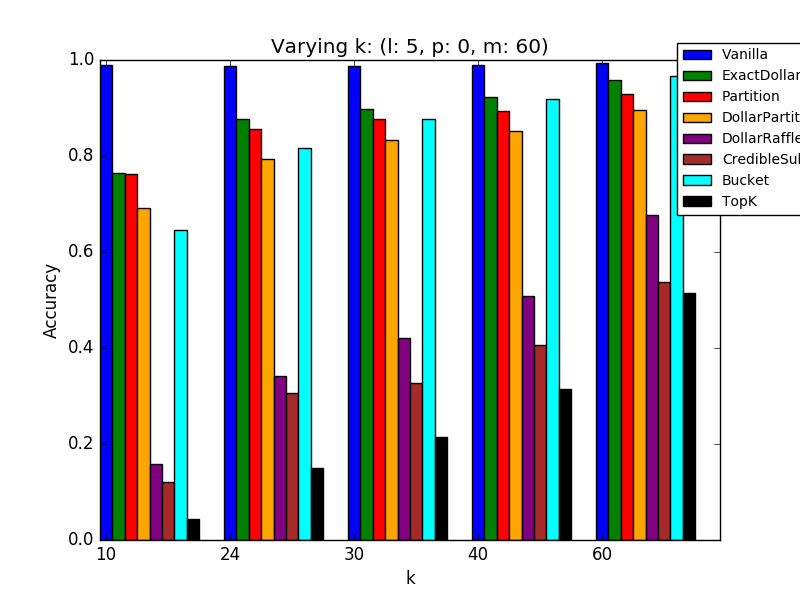 Varying k: (l: 5, p: 0, m: 60)
Vanilla
ExactDollar
Partition
DollarPartit
DollarRaffle
CredibleSul
Bucket
TopK
1.0
0.8
0.6
0.4
0.2
0.0
Accuracy
10 24 30 40 60
k